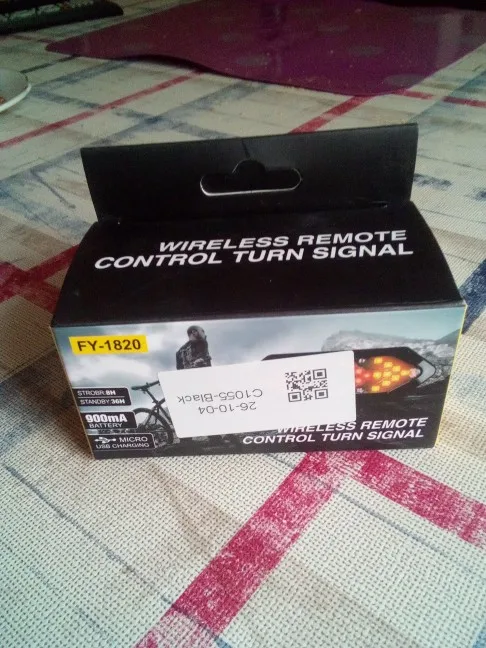 WIRELESS REMOTE
CONTROL TURN SIGNAL
FY-1820
STROBR:8H
STANDBY:36H
900mA
BATTERY
MICRO
USB CHARGING
26-10-04
C1055-Black
WIRELESS REMOTE
CONTROL TURN SIGNAL